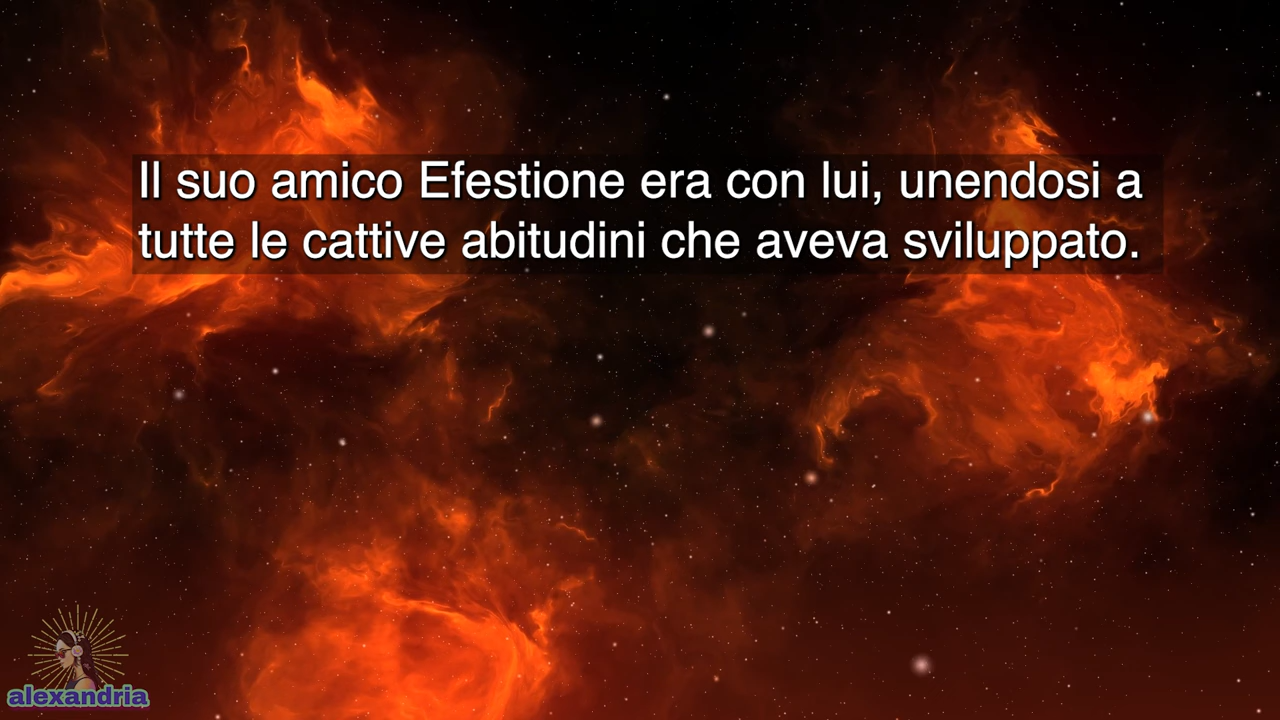 Il suo amico Efestione era con lui, unendosi a
tutte le cattive abitudini che aveva sviluppato.
alexandria